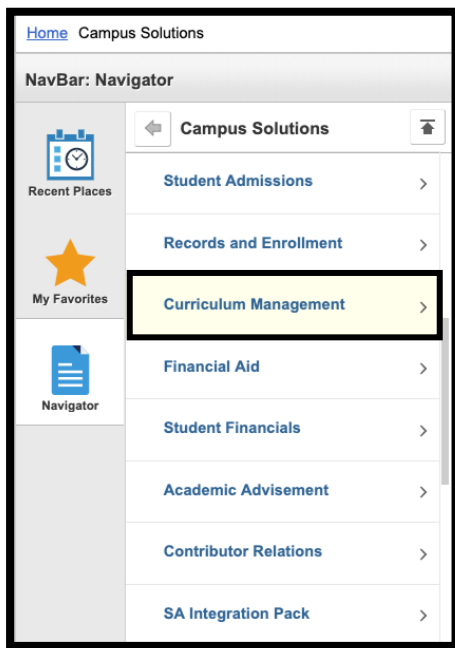 Home Campus Solutions
NavBar: Navigator
Campus Solutions
Recent Places
My Favorites
Navigator
Student Admissions
Records and Enrollment
Curriculum Management
Financial Aid
Student Financials
Academic Advisement
Contributor Relations
SA Integration Pack